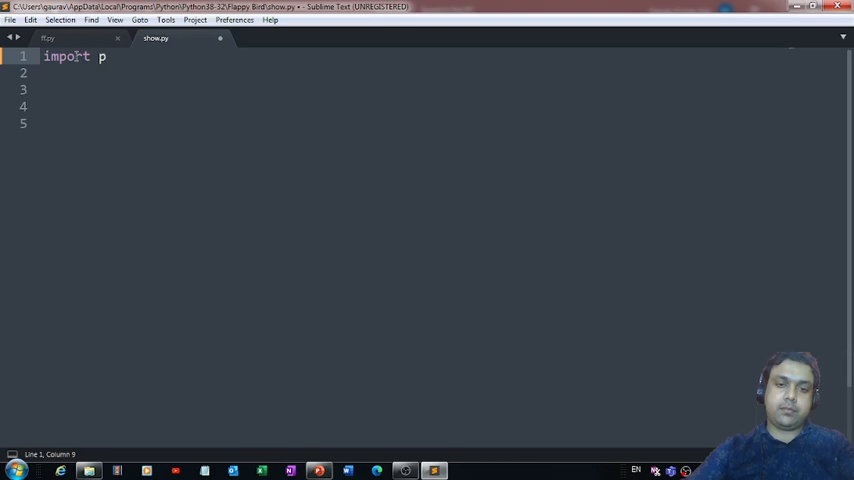 C:\Users\gaurav\AppData\Local\Programs\Python\Python38-32\Flappy Bird\show.py • - Sublime Text (UNREGISTERED)
File Edit Selection Find View Goto Tools Project Preferences Help
ff.py show.py
1 import p
2
3
4
5
Line 1, Column 9
EN